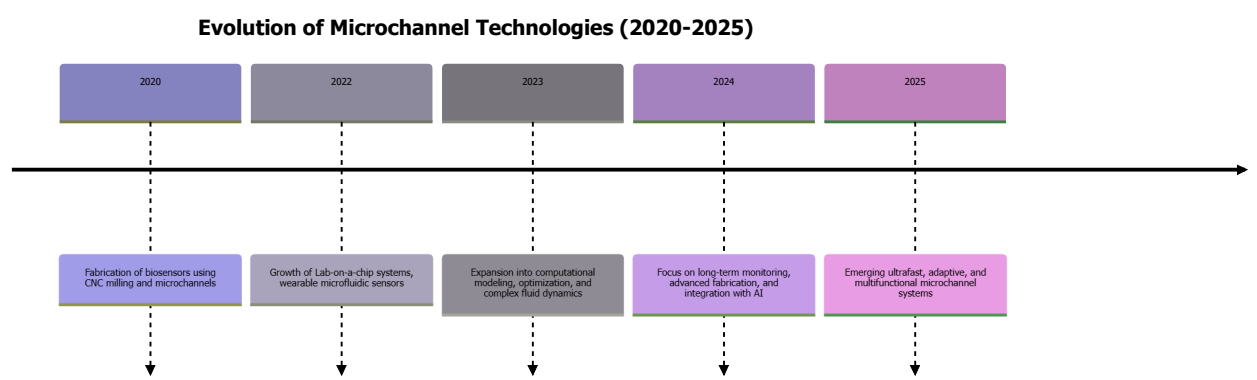 Evolution of Microchannel Technologies (2020-2025)
2020
2022
2023
2024
2025
Fabrication of biosensors using
CNC milling and microchannels
Growth of Lab-on-a-chip systems,
wearable microfluidic sensors
Expansion into computational
modeling, optimization, and
complex fluid dynamics
Focus on long-term monitoring,
advanced fabrication, and
integration with AI
Emerging ultrafast, adaptive, and
multifunctional microchannel
systems